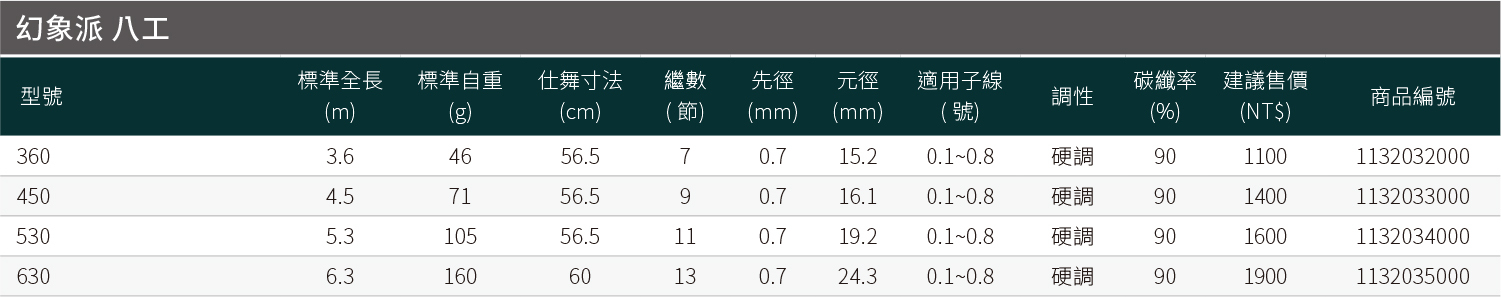 幻象派 八工
型號 標準全長 (m) 標準自重 (g) 仕舞寸法 (cm) 繼數 ( 節) 先徑 (mm) 元徑 (mm) 適用子線 ( 號) 調性 碳纖率 (%) 建議售價 (NT$) 商品編號
360 3.6 46 56.5 7 0.7 15.2 0.1~0.8 硬調 90 1100 1132032000
450 4.5 71 56.5 9 0.7 16.1 0.1~0.8 硬調 90 1400 1132033000
530 5.3 105 56.5 11 0.7 19.2 0.1~0.8 硬調 90 1600 1132034000
630 6.3 160 60 13 0.7 24.3 0.1~0.8 硬調 90 1900 1132035000